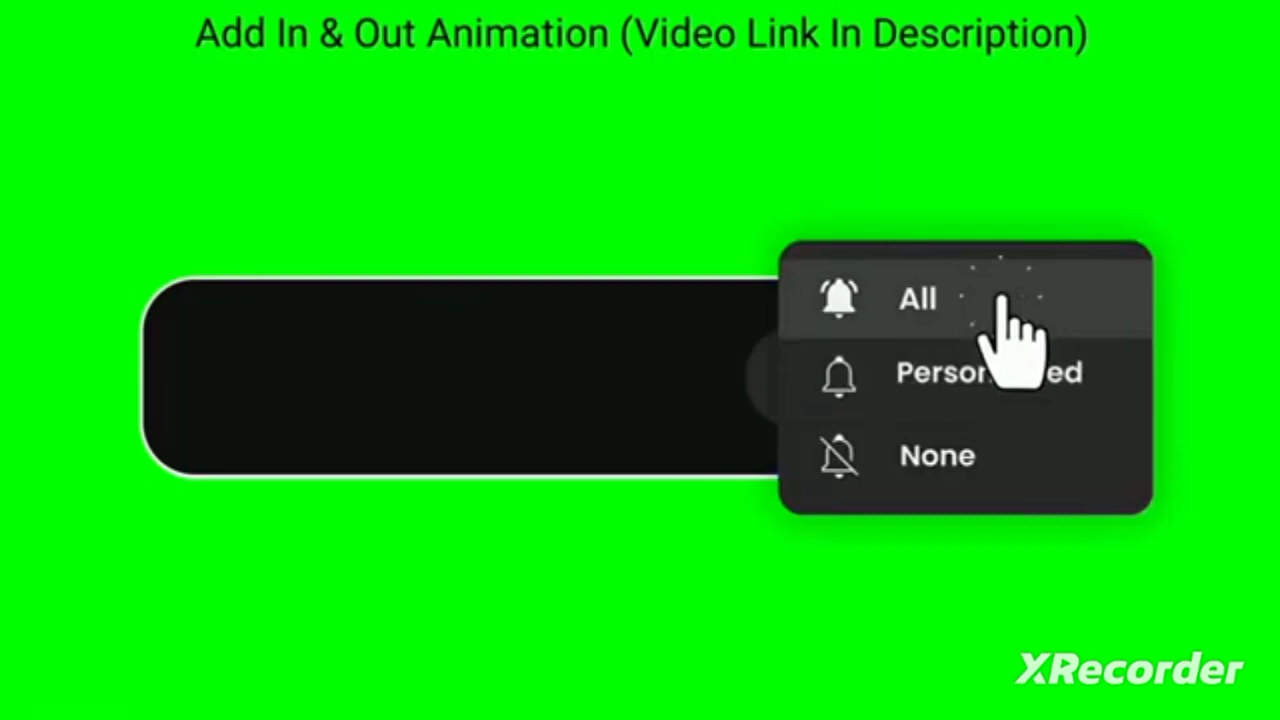 Add In & Out Animation (Video Link In Description)
All
None
XRecorder